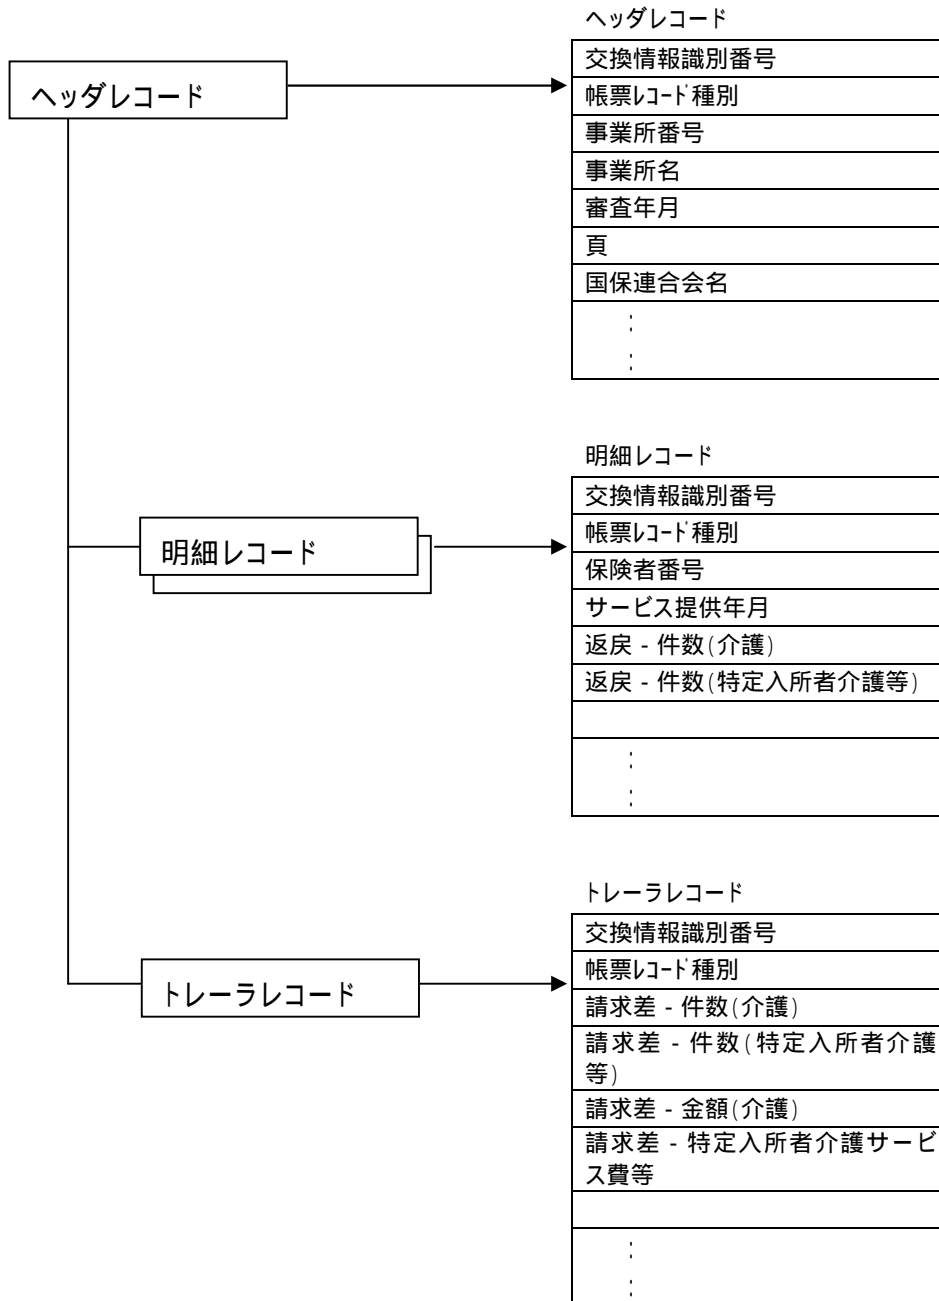 ヘッダレコード
ヘッダレコード
交換情報識別番号
帳票ﾚｺｰﾄﾞ種別
事業所番号
事業所名
審査年月
頁
国保連合会名
:
:
明細レコード
明細レコード
交換情報識別番号
帳票ﾚｺｰﾄﾞ種別
保険者番号
サービス提供年月
返戻 - 件数(介護)
返戻 - 件数(特定入所者介護等)
:
:
トレーラレコード
トレーラレコード
交換情報識別番号
帳票ﾚｺｰﾄﾞ種別
請求差 - 件数(介護)
請求差 - 件数(特定入所者介護
等)
請求差 - 金額(介護)
請求差 - 特定入所者介護サービ
ス費等
:
: